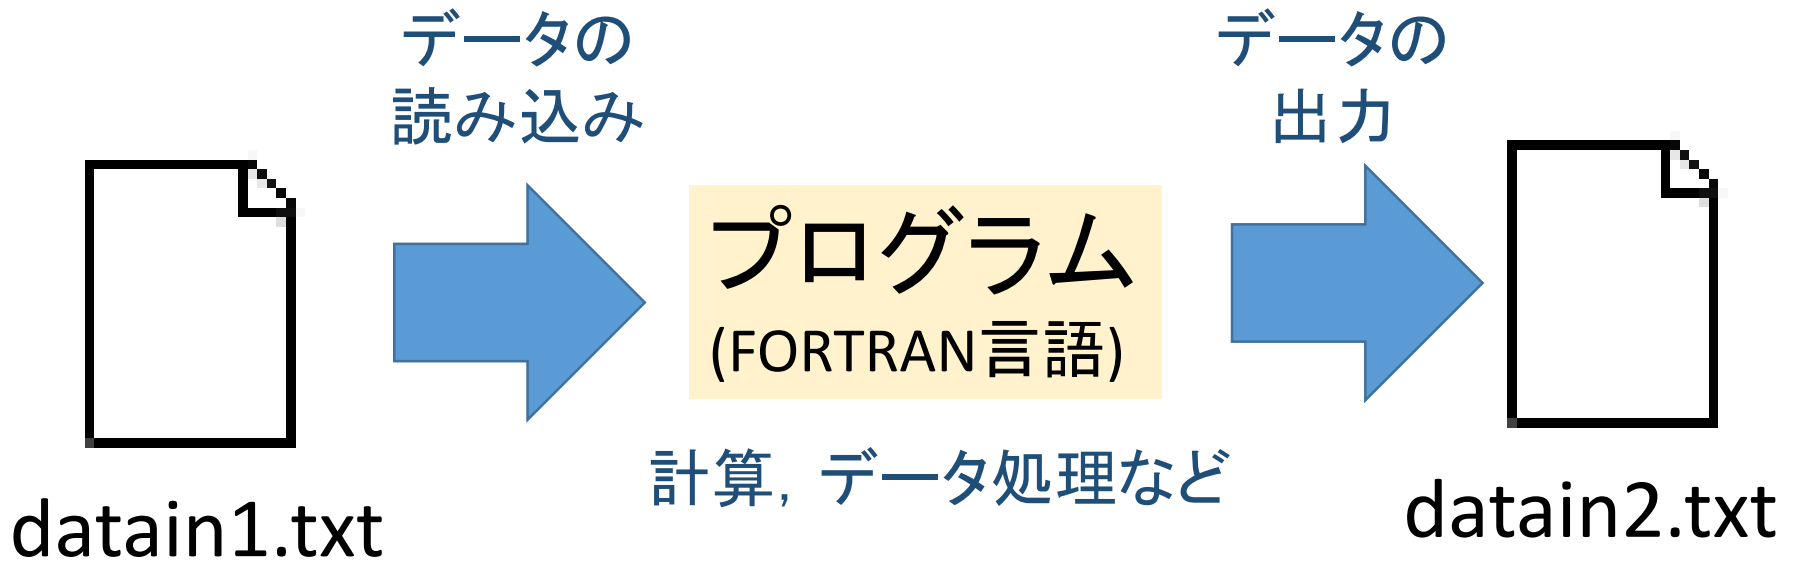 データの
読み込み
datain1.txt
プログラム
(FORTRAN言語)
計算，データ処理など
データの
出力
datain2.txt